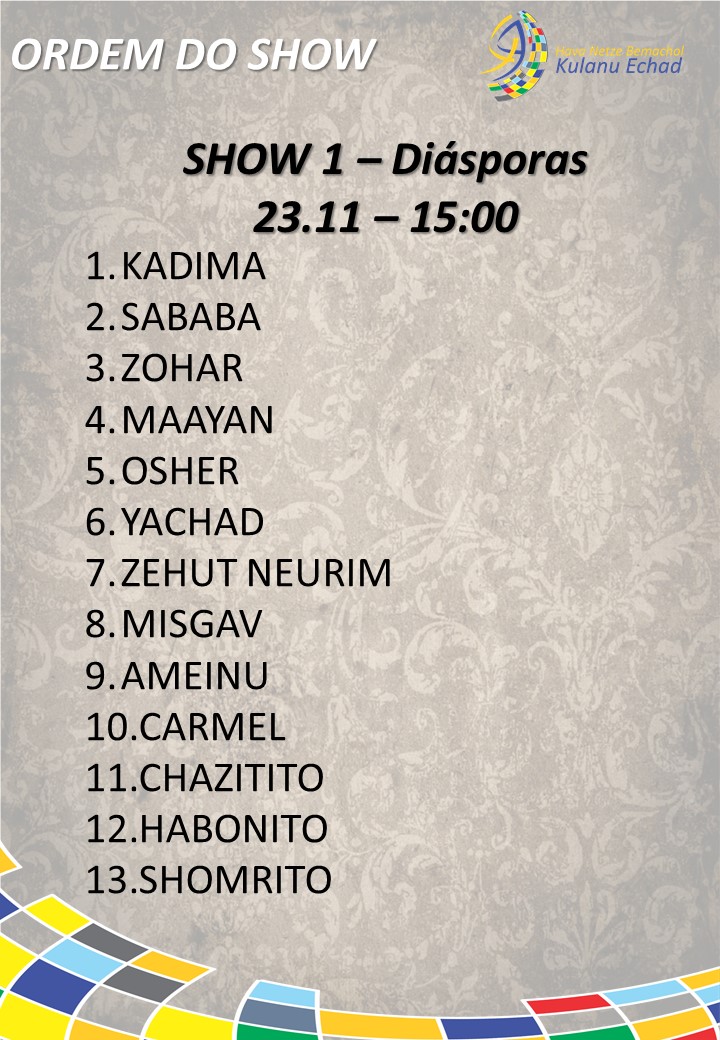 ORDEM DO SHOW
Hava Netze Bemachol
Kulanu Echad
SHOW 1 – Diásporas
23.11 – 15:00
1. KADIMA
2. SABABA
3. ZOHAR
4. MAAYAN
5. OSHER
6. YACHAD
7. ZEHUT NEURIM
8. MISGAV
9. AMEINU
10. CARMEL
11. CHAZITITO
12. HABONITO
13. SHOMRITO